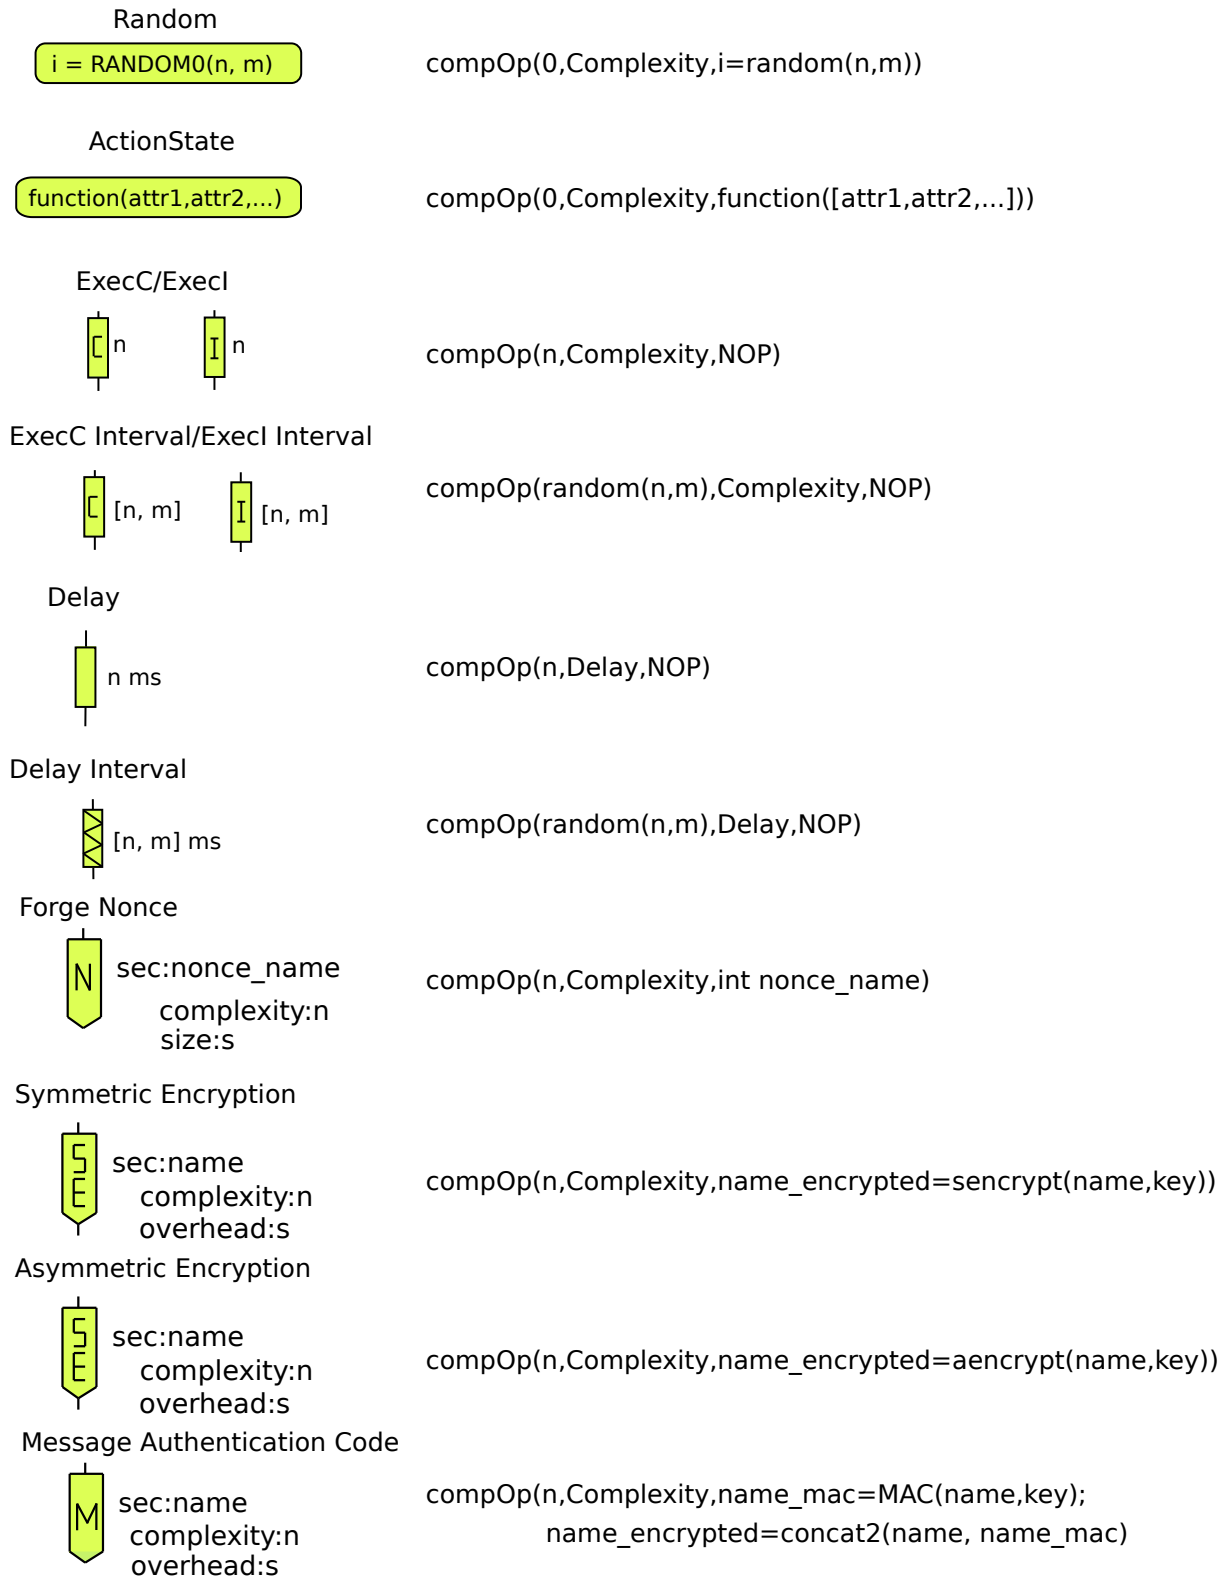 Random
i = RANDOM0(n, m)
compOp(0,Complexity,i=random(n,m))
ActionState
function(attr1,attr2,...)
compOp(0,Complexity,function([attr1,attr2,...]))
ExecC/ExecI
C n
I n
compOp(n,Complexity,NOP)
ExecC Interval/ExecI Interval
C [n, m]
I [n, m]
compOp(random(n,m),Complexity,NOP)
Delay
n ms
compOp(n,Delay,NOP)
Delay Interval
[n, m] ms
compOp(random(n,m),Delay,NOP)
Forge Nonce
N
sec:nonce_name
complexity:n
size:s
compOp(n,Complexity,int nonce_name)
Symmetric Encryption
S
E
sec:name
complexity:n
overhead:s
compOp(n,Complexity,name_encrypted=sencrypt(name,key))
Asymmetric Encryption
S
E
sec:name
complexity:n
overhead:s
compOp(n,Complexity,name_encrypted=aencrypt(name,key))
Message Authentication Code
M
sec:name
complexity:n
overhead:s
compOp(n,Complexity,name_mac=MAC(name,key);
name_encrypted=concat2(name, name_mac)